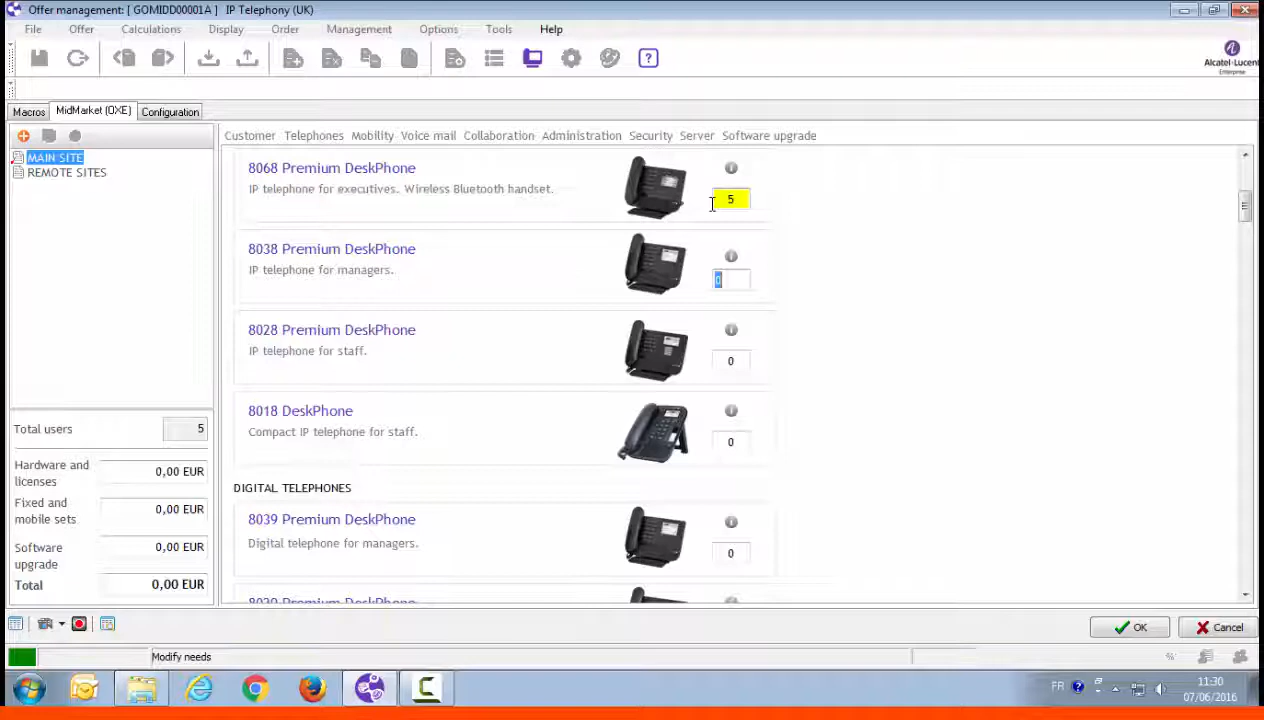 Offer management: [ GOMIDD00001A ] IP Telephony (UK)
File Offer Calculations Display Order Management Options Tools Help
Alcatel·Lucent
Enterprise
Macros MidMarket (OXE) Configuration
MAIN SITE
REMOTE SITES
Customer Telephones Mobility Voice mail Collaboration Administration Security Server Software upgrade
8068 Premium DeskPhone
IP telephone for executives. Wireless Bluetooth handset.
5
8038 Premium DeskPhone
IP telephone for managers.
0
8028 Premium DeskPhone
IP telephone for staff.
0
8018 DeskPhone
Compact IP telephone for staff.
0
DIGITAL TELEPHONES
8039 Premium DeskPhone
Digital telephone for managers.
0
Total users 5
Hardware and
licenses
0,00 EUR
Fixed and
mobile sets
0,00 EUR
Software
upgrade
0,00 EUR
Total 0,00 EUR
OK Cancel
Modify needs
%
FR
11:30
07/06/2016